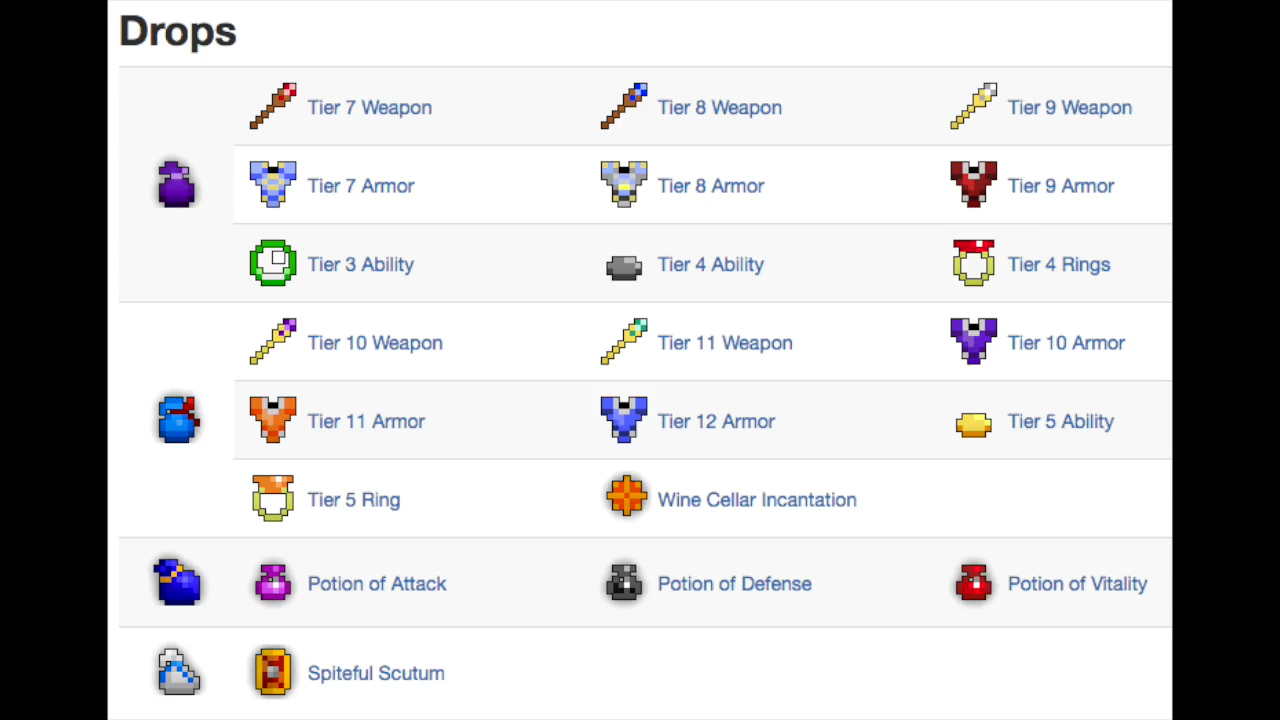 Drops
Tier 7 Weapon Tier 8 Weapon Tier 9 Weapon
Tier 7 Armor Tier 8 Armor Tier 9 Armor
Tier 3 Ability Tier 4 Ability Tier 4 Rings
Tier 10 Weapon Tier 11 Weapon Tier 10 Armor
Tier 11 Armor Tier 12 Armor Tier 5 Ability
Tier 5 Ring Wine Cellar Incantation
Potion of Attack Potion of Defense Potion of Vitality
Spiteful Scutum